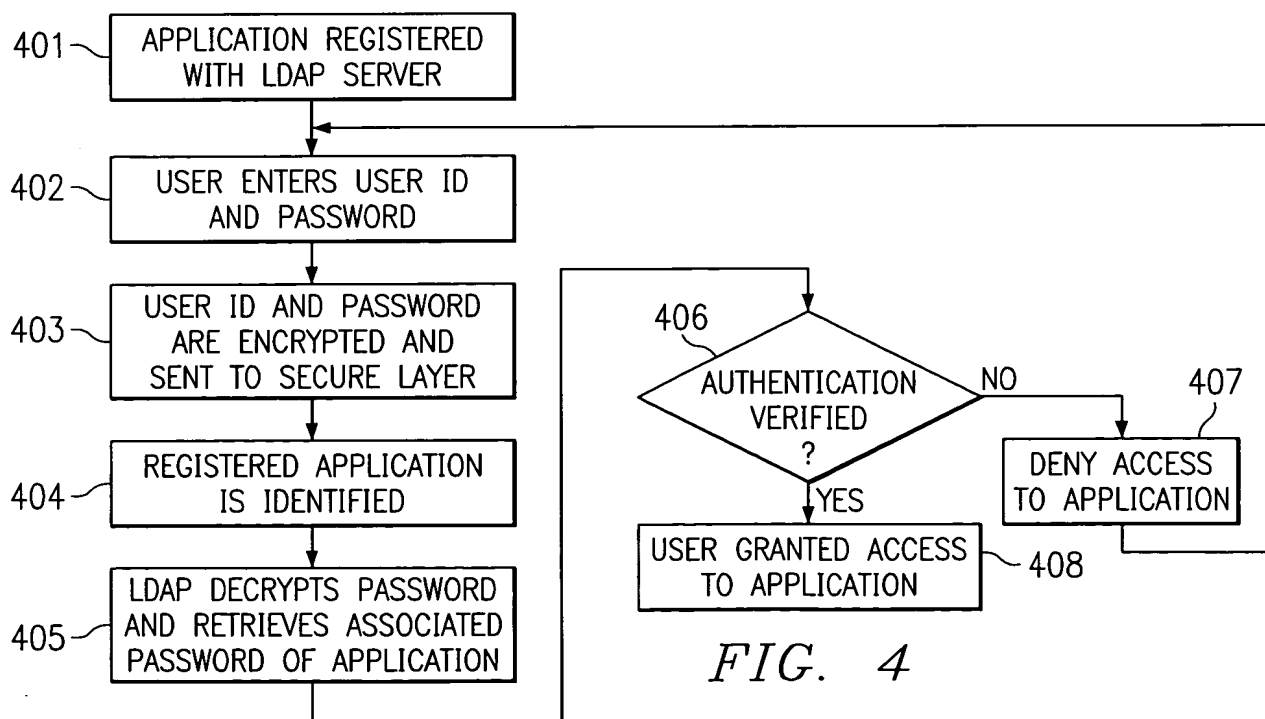 401
APPLICATION REGISTERED
WITH LDAP SERVER
402
USER ENTERS USER ID
AND PASSWORD
403
USER ID AND PASSWORD
ARE ENCRYPTED AND
SENT TO SECURE LAYER
404
REGISTERED APPLICATION
IS IDENTIFIED
405
LDAP DECRYPTS PASSWORD
AND RETRIEVES ASSOCIATED
PASSWORD OF APPLICATION
406
AUTHENTICATION
VERIFIED
?
NO
YES
407
DENY ACCESS
TO APPLICATION
USER GRANTED ACCESS
TO APPLICATION
408
FIG. 4